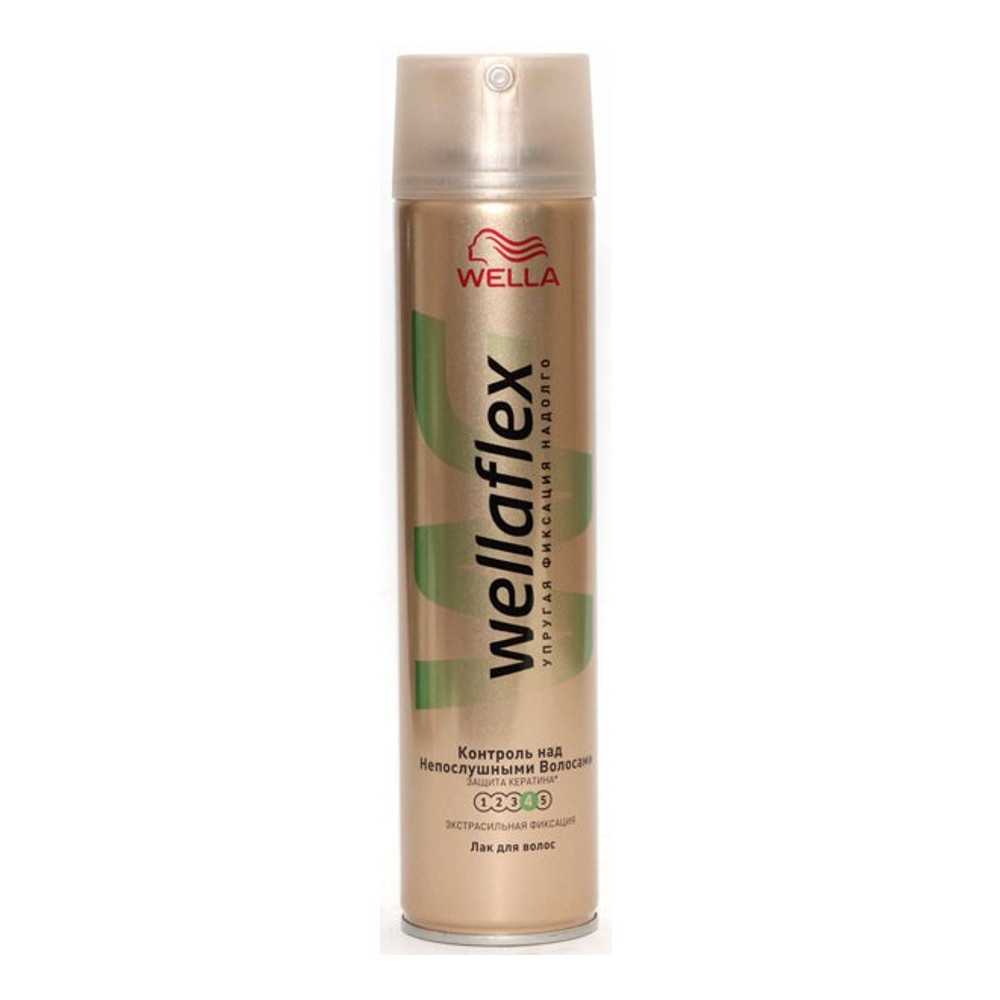 WELLA
wellaflex
УПРУГАЯ ФИКСАЦИЯ НАДОЛГО
Контроль над
Непослушными Волосами
ЗАЩИТА КЕРАТИНА*
1 2 3 4 5
ЭКСТРАСИЛЬНАЯ ФИКСАЦИЯ
Лак для волос